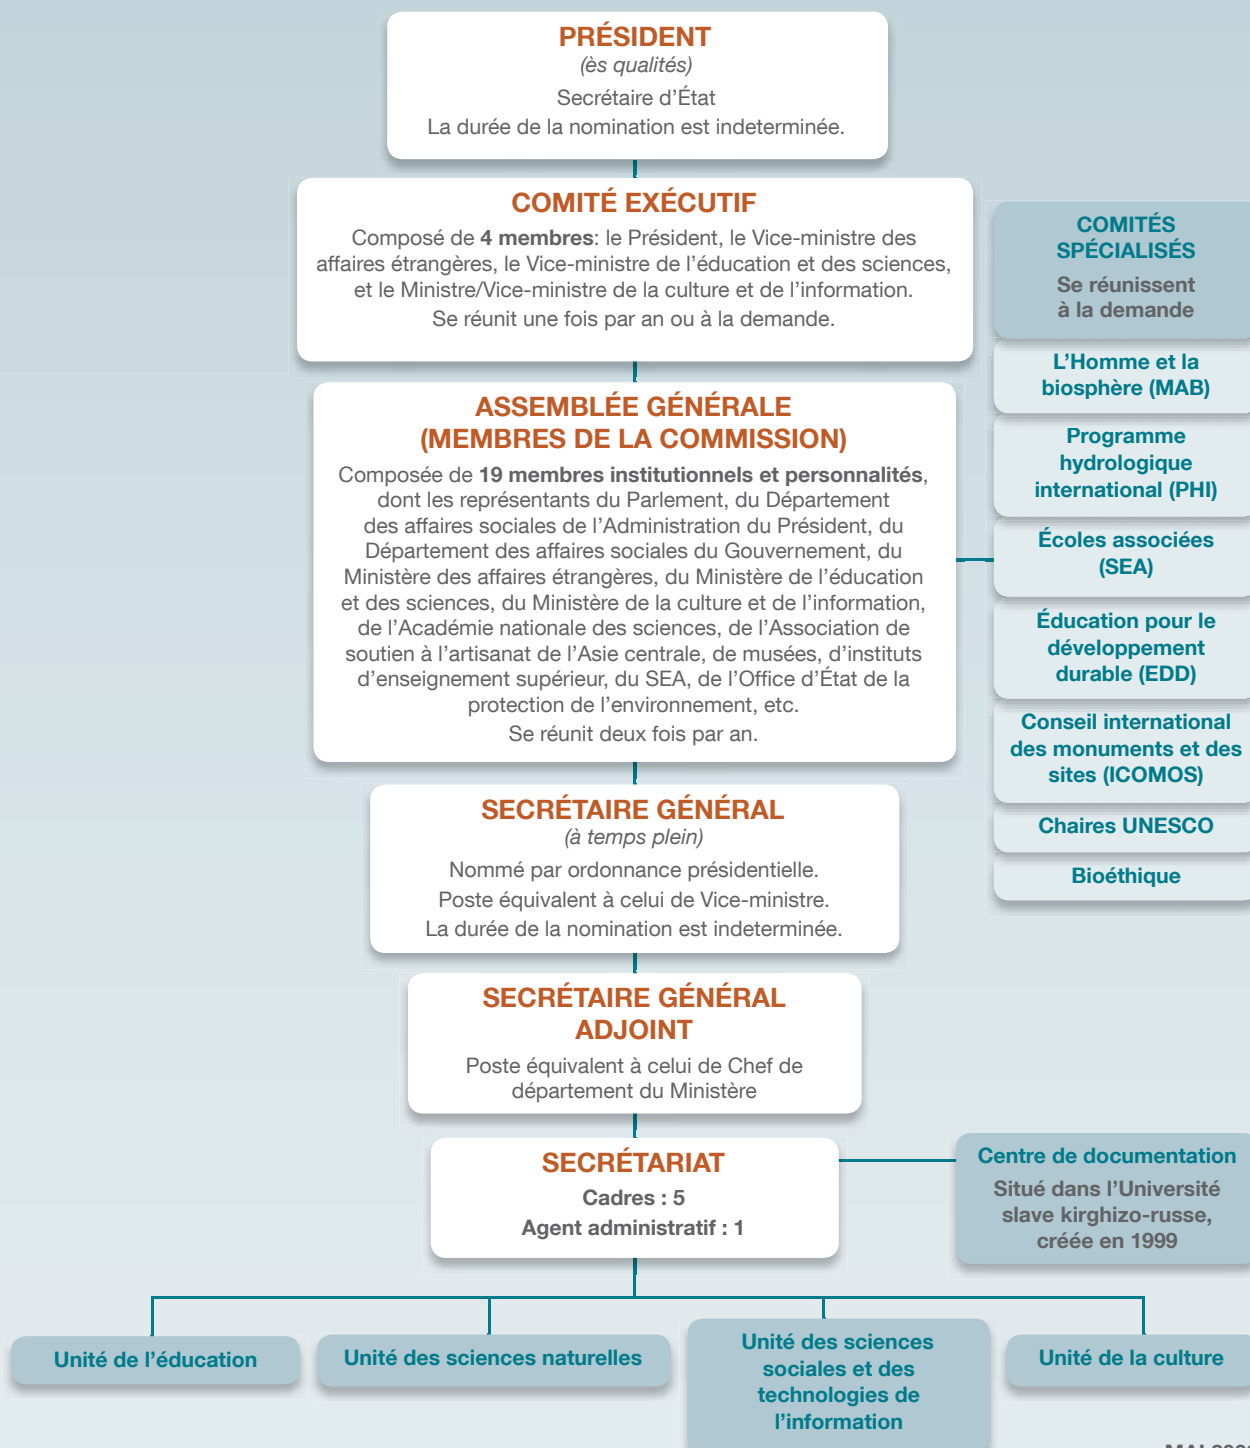 PRÉSIDENT
(ès qualités)
Secrétaire d’État
La durée de la nomination est indeterminée.
COMITÉ EXÉCUTIF
Composé de 4 membres: le Président, le Vice-ministre des
affaires étrangères, le Vice-ministre de l’éducation et des sciences,
et le Ministre/Vice-ministre de la culture et de l’information.
Se réunit une fois par an ou à la demande.
ASSEMBLÉE GÉNÉRALE
(MEMBRES DE LA COMMISSION)
Composée de 19 membres institutionnels et personnalités,
dont les représentants du Parlement, du Département
des affaires sociales de l’Administration du Président, du
Département des affaires sociales du Gouvernement, du
Ministère des affaires étrangères, du Ministère de l’éducation
et des sciences, du Ministère de la culture et de l’information,
de l’Académie nationale des sciences, de l’Association de
soutien à l’artisanat de l’Asie centrale, de musées, d’instituts
d’enseignement supérieur, du SEA, de l’Office d’État de la
protection de l’environnement, etc.
Se réunit deux fois par an.
COMITÉS
SPÉCIALISÉS
Se réunissent
à la demande
L’Homme et la
biosphère (MAB)
Programme
hydrologique
international (PHI)
Écoles associées
(SEA)
Éducation pour le
développement
durable (EDD)
Conseil international
des monuments et des
sites (ICOMOS)
Chaires UNESCO
Bioéthique
SECRÉTAIRE GÉNÉRAL
(à temps plein)
Nommé par ordonnance présidentielle.
Poste équivalent à celui de Vice-ministre.
La durée de la nomination est indeterminée.
SECRÉTAIRE GÉNÉRAL
ADJOINT
Poste équivalent à celui de Chef de
département du Ministère
SECRÉTARIAT
Cadres : 5
Agent administratif : 1
Centre de documentation
Situé dans l’Université
slave kirghizo-russe,
créée en 1999
Unité de l’éducation
Unité des sciences naturelles
Unité des sciences
sociales et des
technologies de
l’information
Unité de la culture